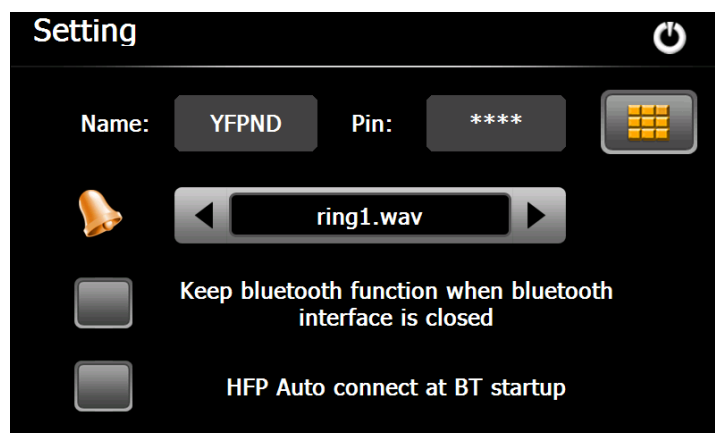 Setting
Name: YFPND Pin: ****
ring1.wav
Keep bluetooth function when bluetooth
interface is closed
HFP Auto connect at BT startup